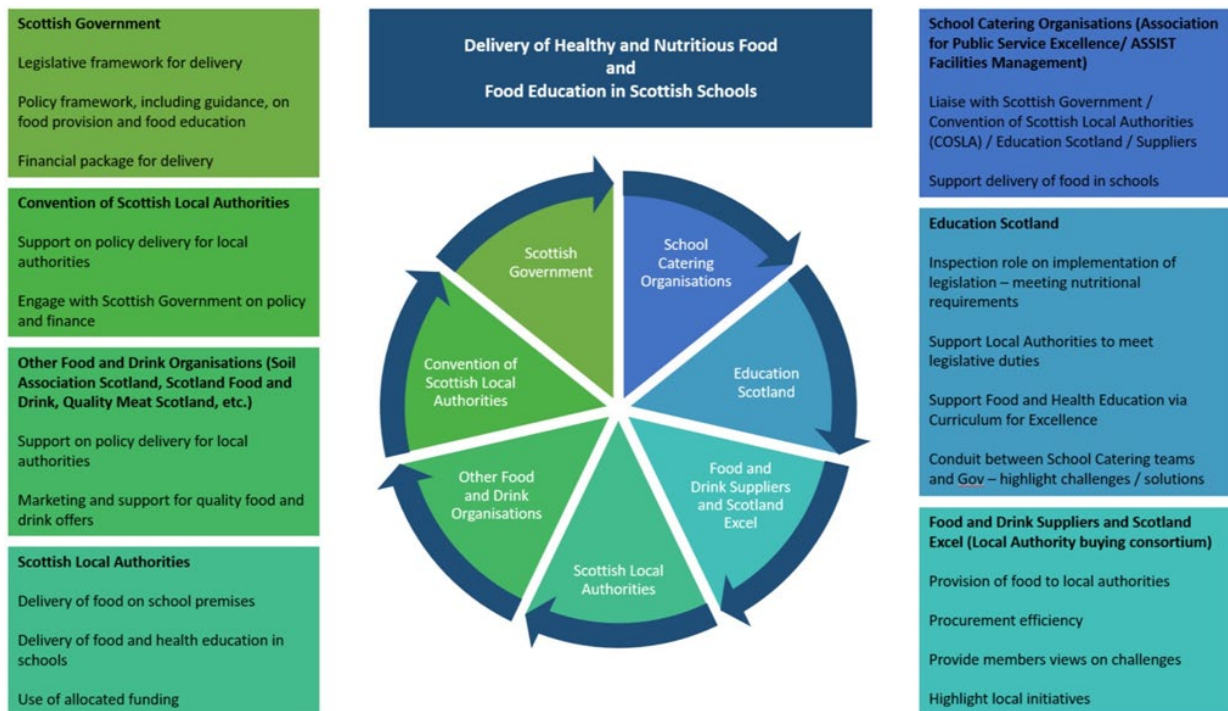 Scottish Government
Legislative framework for delivery
Policy framework, including guidance, on
food provision and food education
Financial package for delivery
Convention of Scottish Local Authorities
Support on policy delivery for local
authorities
Engage with Scottish Government on policy
and finance
Other Food and Drink Organisations (Soil
Association Scotland, Scotland Food and
Drink, Quality Meat Scotland, etc.)
Support on policy delivery for local
authorities
Marketing and support for quality food and
drink offers
Scottish Local Authorities
Delivery of food on school premises
Delivery of food and health education in
schools
Use of allocated funding
Delivery of Healthy and Nutritious Food
and
Food Education in Scottish Schools
Scottish
Government
School
Catering
Organisations
Convention of
Scottish Local
Authorities
Education
Scotland
Other Food
and Drink
Organisations
Food and
Drink Suppliers
and Scotland
Excel
Scottish Local
Authorities
School Catering Organisations (Association
for Public Service Excellence/ ASSIST
Facilities Management)
Liaise with Scottish Government /
Convention of Scottish Local Authorities
(COSLA) / Education Scotland / Suppliers
Support delivery of food in schools
Education Scotland
Inspection role on implementation of
legislation – meeting nutritional
requirements
Support Local Authorities to meet
legislative duties
Support Food and Health Education via
Curriculum for Excellence
Conduit between School Catering teams
and Gov – highlight challenges / solutions
Food and Drink Suppliers and Scotland
Excel (Local Authority buying consortium)
Provision of food to local authorities
Procurement efficiency
Provide members views on challenges
Highlight local initiatives